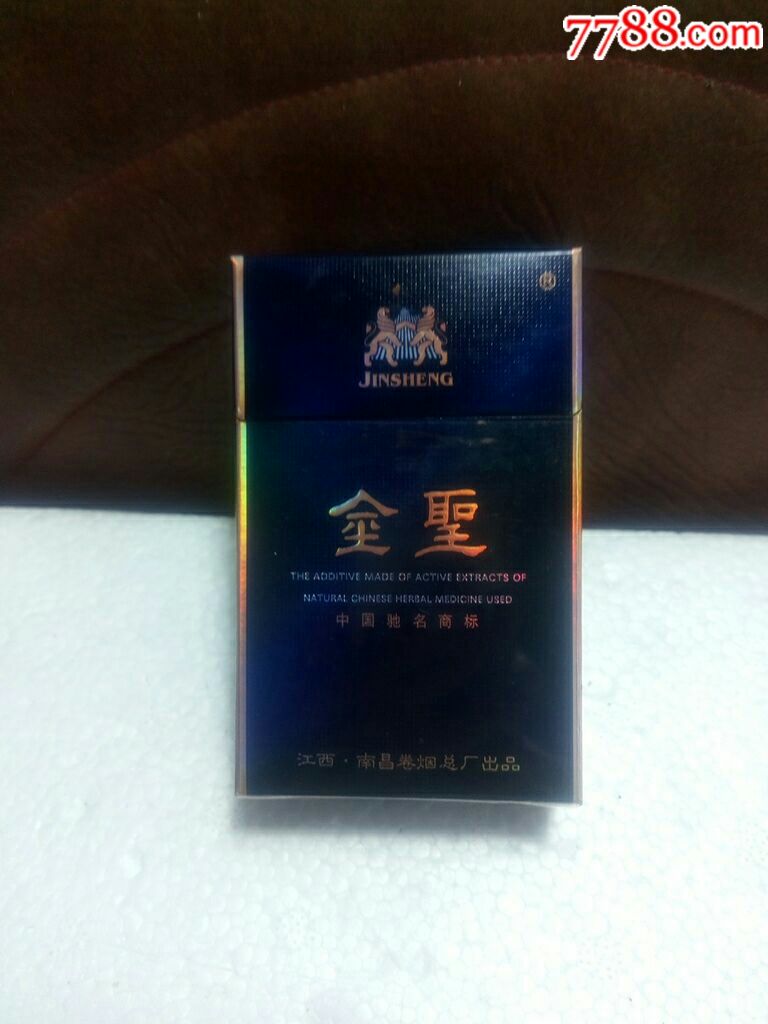 7788.com
®
JINSHENG
金聖
THE ADDITIVE MADE OF ACTIVE EXTRACTS OF
NATURAL CHINESE HERBAL MEDICINE USED
中国驰名商标
江西·南昌卷烟总厂出品